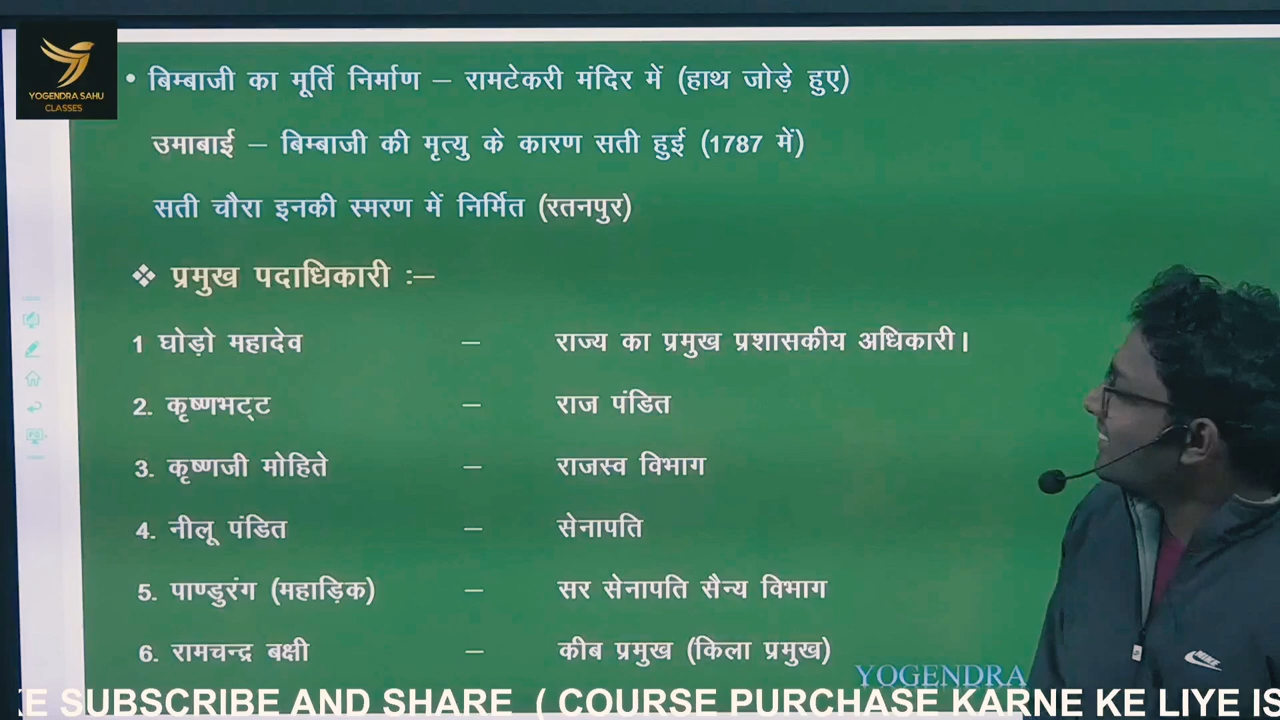 YOGENDRA SAHU
CLASSES
• बिम्बाजी का मूर्ति निर्माण – रामटेकरी मंदिर में (हाथ जोड़े हुए)
उमाबाई – बिम्बाजी की मृत्यु के कारण सती हुई (1787 में)
सती चौरा इनकी स्मरण में निर्मित (रतनपुर)
❖ प्रमुख पदाधिकारी :–
1 घोड़ो महादेव – राज्य का प्रमुख प्रशासकीय अधिकारी।
2. कृष्णभट्ट – राज पंडित
3. कृष्णजी मोहिते – राजस्व विभाग
4. नीलू पंडित – सेनापति
5. पाण्डुरंग (महाड़िक) – सर सेनापति सैन्य विभाग
6. रामचन्द्र बक्षी – कीब प्रमुख (किला प्रमुख)
YOGENDRA
NIKE
E SUBSCRIBE AND SHARE ( COURSE PURCHASE KARNE KE LIYE IS